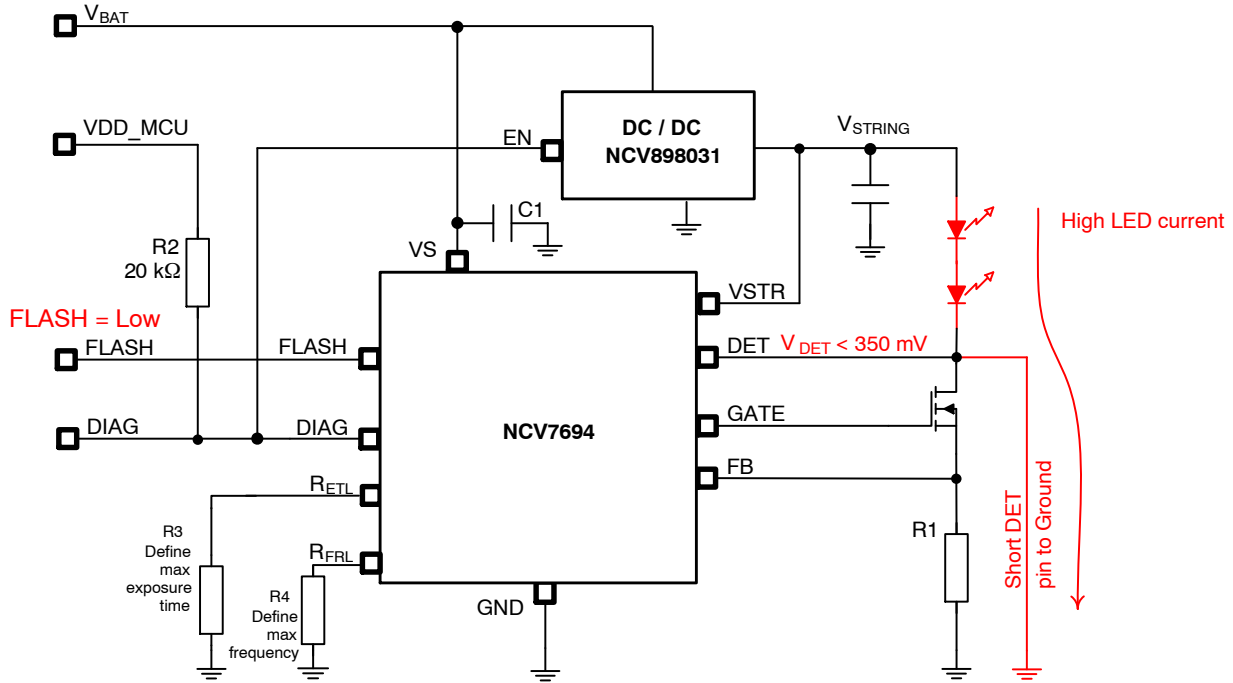 VBAT
VDD_MCU
EN
DC / DC
NCV898031
VSTRING
C1
R2
20 kΩ
VS
High LED current
VSTR
FLASH = Low
FLASH
FLASH
DET
V DET < 350 mV
GATE
DIAG
DIAG
NCV7694
FB
RETL
R3
Define
max
exposure
time
RFRL
R4
Define
max
frequency
GND
R1
Short DET
pin to Ground